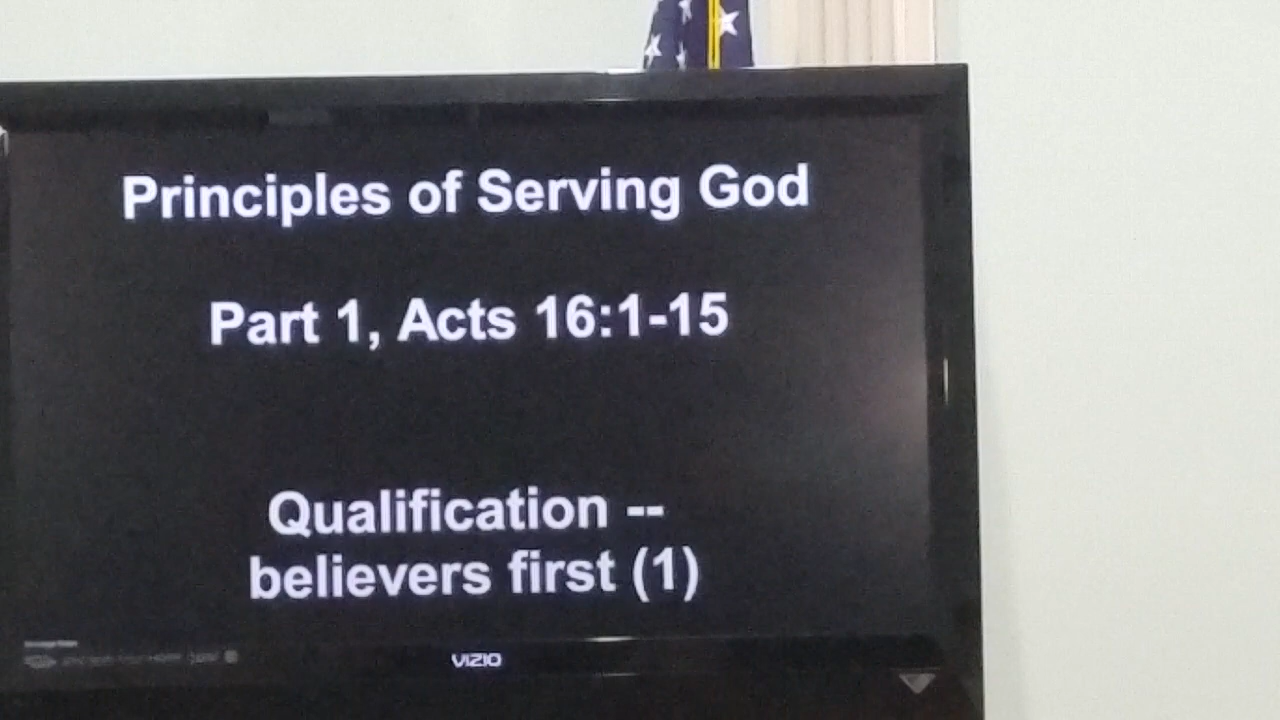 Principles of Serving God
Part 1, Acts 16:1-15
Qualification --
believers first (1)
VIZIO